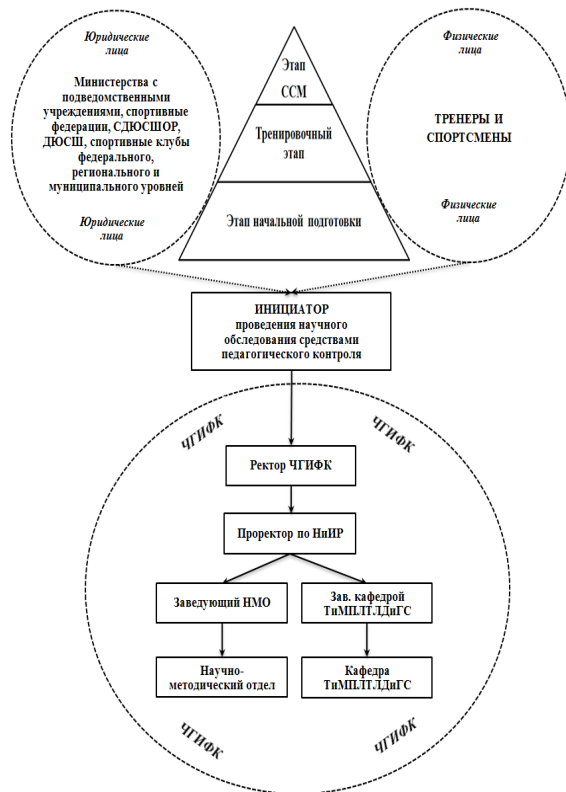 Юридические
лица
Министерства с
подведомственными
учреждениями, спортивные
федерации, СДЮСШОР,
ДЮСШ, спортивные клубы
федерального,
регионального и
муниципального уровней
Юридические
лица
Этап
ССМ
Тренировочный
этап
Этап начальной подготовки
Физические
лица
ТРЕНЕРЫ И
СПОРТСМЕНЫ
Физические
лица
ИНИЦИАТОР
проведения научного
обследования средствами
педагогического контроля
ЧГИФК
ЧГИФК
Ректор ЧГИФК
Проректор по НиИР
Заведующий НМО
Зав. кафедрой
ТиМПЛТЛДиГС
Научно-
методический отдел
Кафедра
ТиМПЛТЛДиГС
ЧГИФК
ЧГИФК